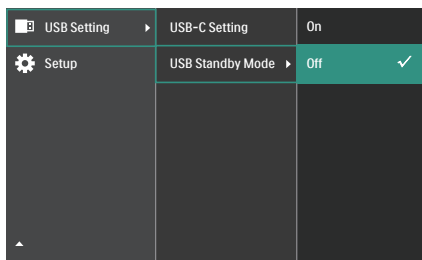 USB Setting
USB-C Setting
On
Setup
USB Standby Mode
Off